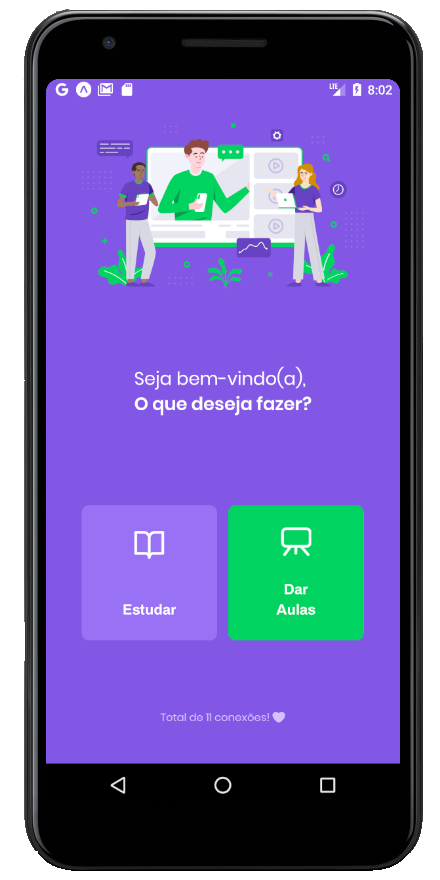 LTE
8:02
Seja bem-vindo(a),
O que deseja fazer?
Estudar
Dar
Aulas
Total de 11 conexões!